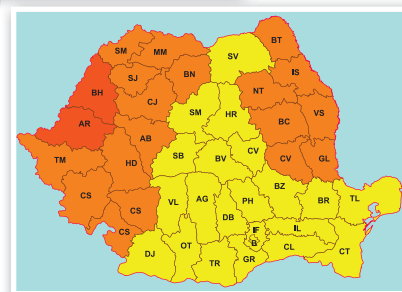 BT
SM
MM
SV
IS
SJ
BN
BH
NT
CJ
SM
HR
VS
AR
BC
AB
TM
HD
SB
BV
CV
CV
GL
CS
VL
AG
PH
BZ
BR
TL
CS
DB
CS
IF
IL
B
DJ
OT
TR
GR
CL
CT